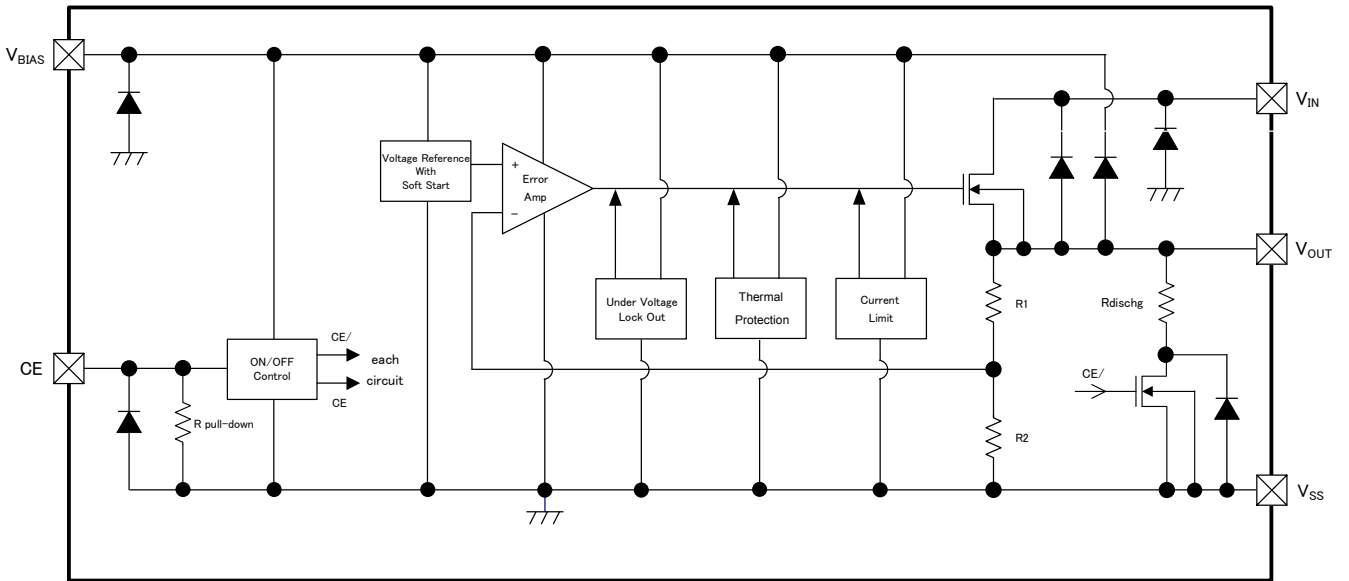 VBIAS
VIN
Voltage Reference
With
Soft Start
+
Error
Amp
−
VOUT
Under Voltage
Lock Out
Thermal
Protection
Current
Limit
R1
Rdischg
CE
ON/OFF
Control
CE/
each
circuit
CE
CE/
R pull-down
R2
VSS